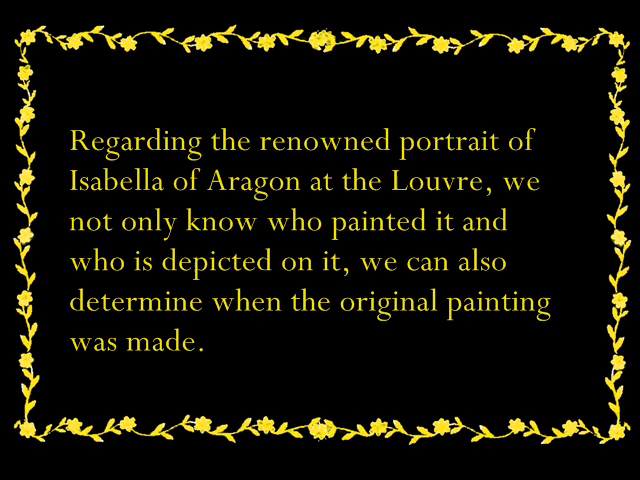 Regarding the renowned portrait of
Isabella of Aragon at the Louvre, we
not only know who painted it and
who is depicted on it, we can also
determine when the original painting
was made.